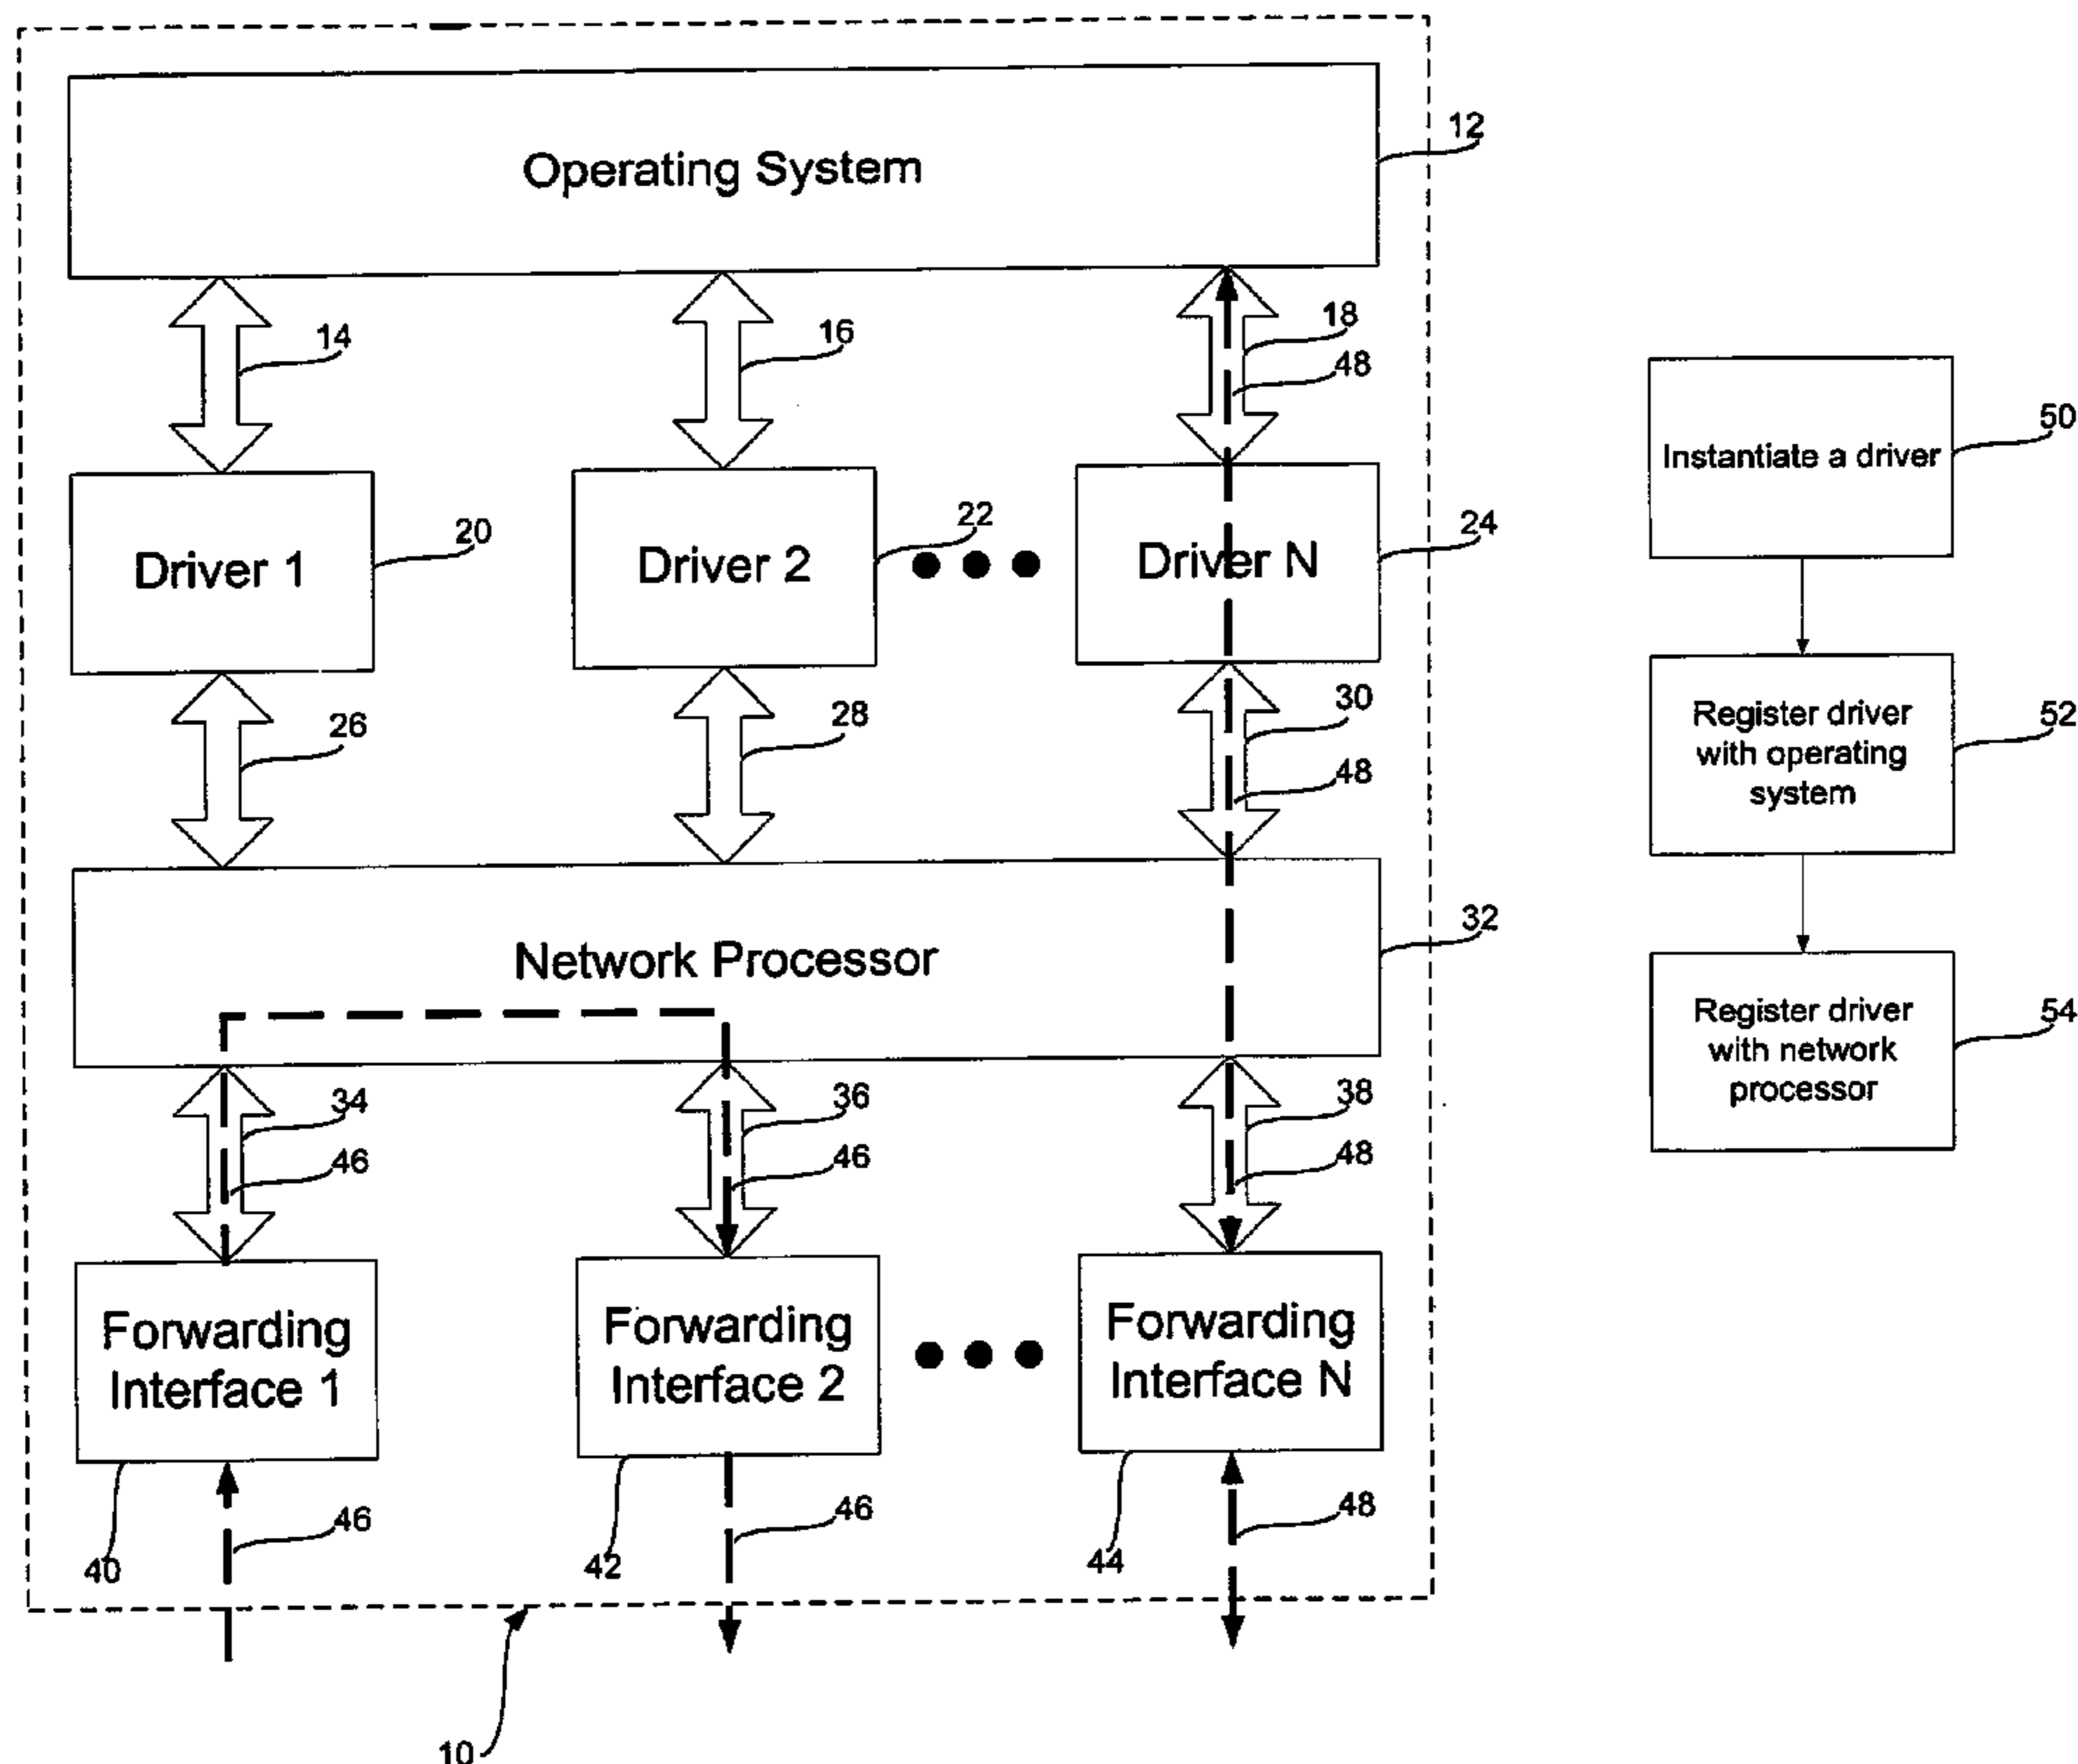 Operating System
12
14
16
18
48
Driver 1
20
Driver 2
22
Driver N
24
26
28
30
48
Network Processor
32
34
46
36
46
38
48
Forwarding
Interface 1
Forwarding
Interface 2
Forwarding
Interface N
40
46
42
46
44
48
10
Instantiate a driver
50
Register driver
with operating
system
52
Register driver
with network
processor
54